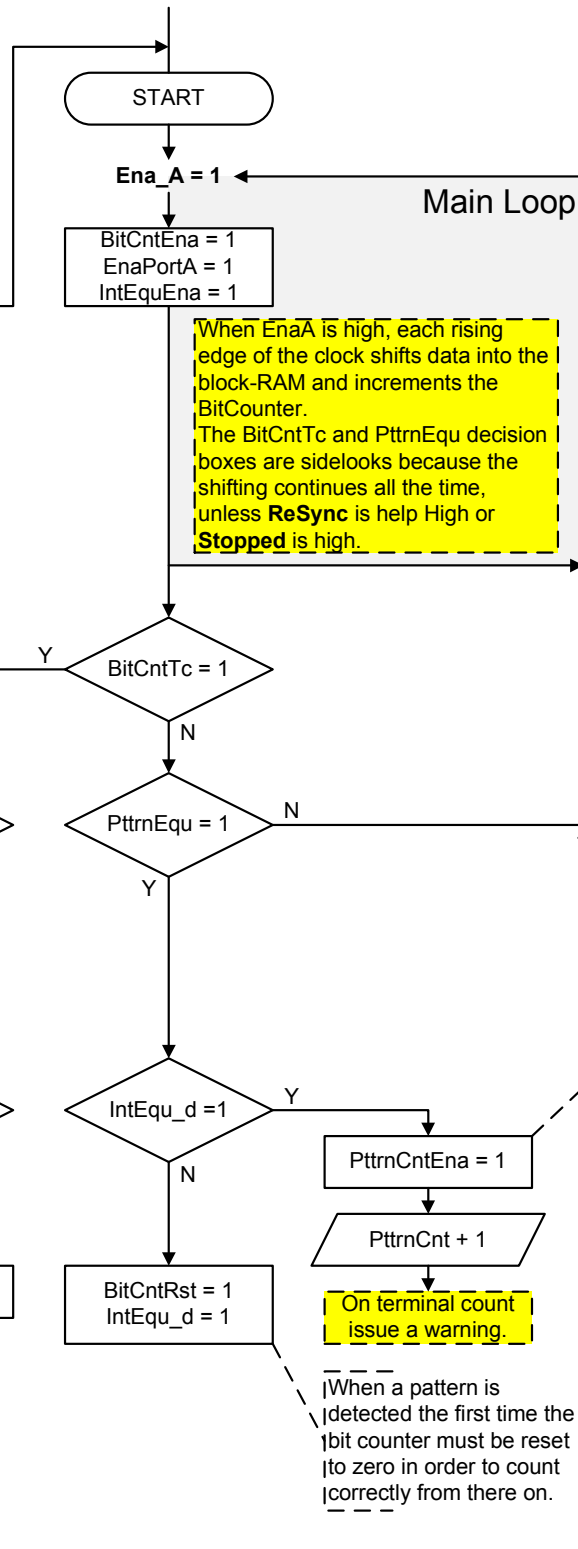 START
Ena_A = 1
Main Loop
BitCntEna = 1
EnaPortA = 1
IntEquEna = 1
When EnaA is high, each rising
edge of the clock shifts data into the
block-RAM and increments the
BitCounter.
The BitCntTc and PttrnEqu decision
boxes are sidelooks because the
shifting continues all the time,
unless ReSync is help High or
Stopped is high.
Y
BitCntTc = 1
N
PttrnEqu = 1
N
Y
IntEqu_d =1
Y
N
PttrnCntEna = 1
PttrnCnt + 1
On terminal count
issue a warning.
BitCntRst = 1
IntEqu_d = 1
When a pattern is
detected the first time the
bit counter must be reset
to zero in order to count
correctly from there on.